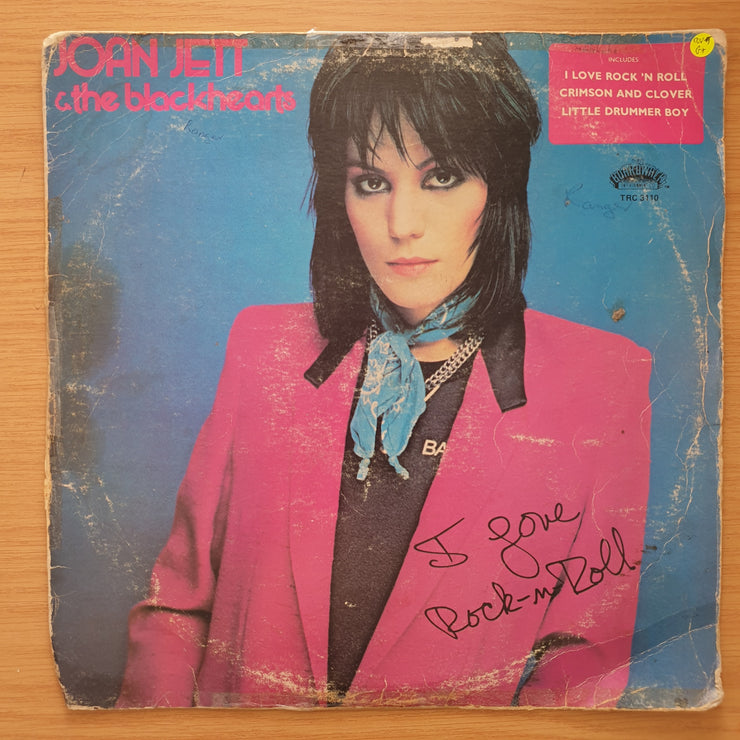 JOAN JETT
& the blackhearts
INCLUDES
I LOVE ROCK 'N ROLL
CRIMSON AND CLOVER
LITTLE DRUMMER BOY
TRC 3110
BA
I Love
Rock-n Roll